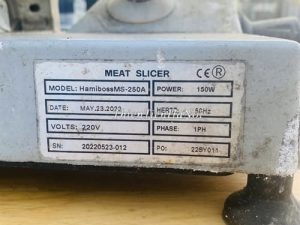 MEAT SLICER CE ®
MODEL: HamibossMS-250A POWER: 150W
DATE: MAY.23.2022 HERTZ: 50Hz
VOLTS: 220V PHASE: 1PH
SN: 20220523-012 PO: 22BY011